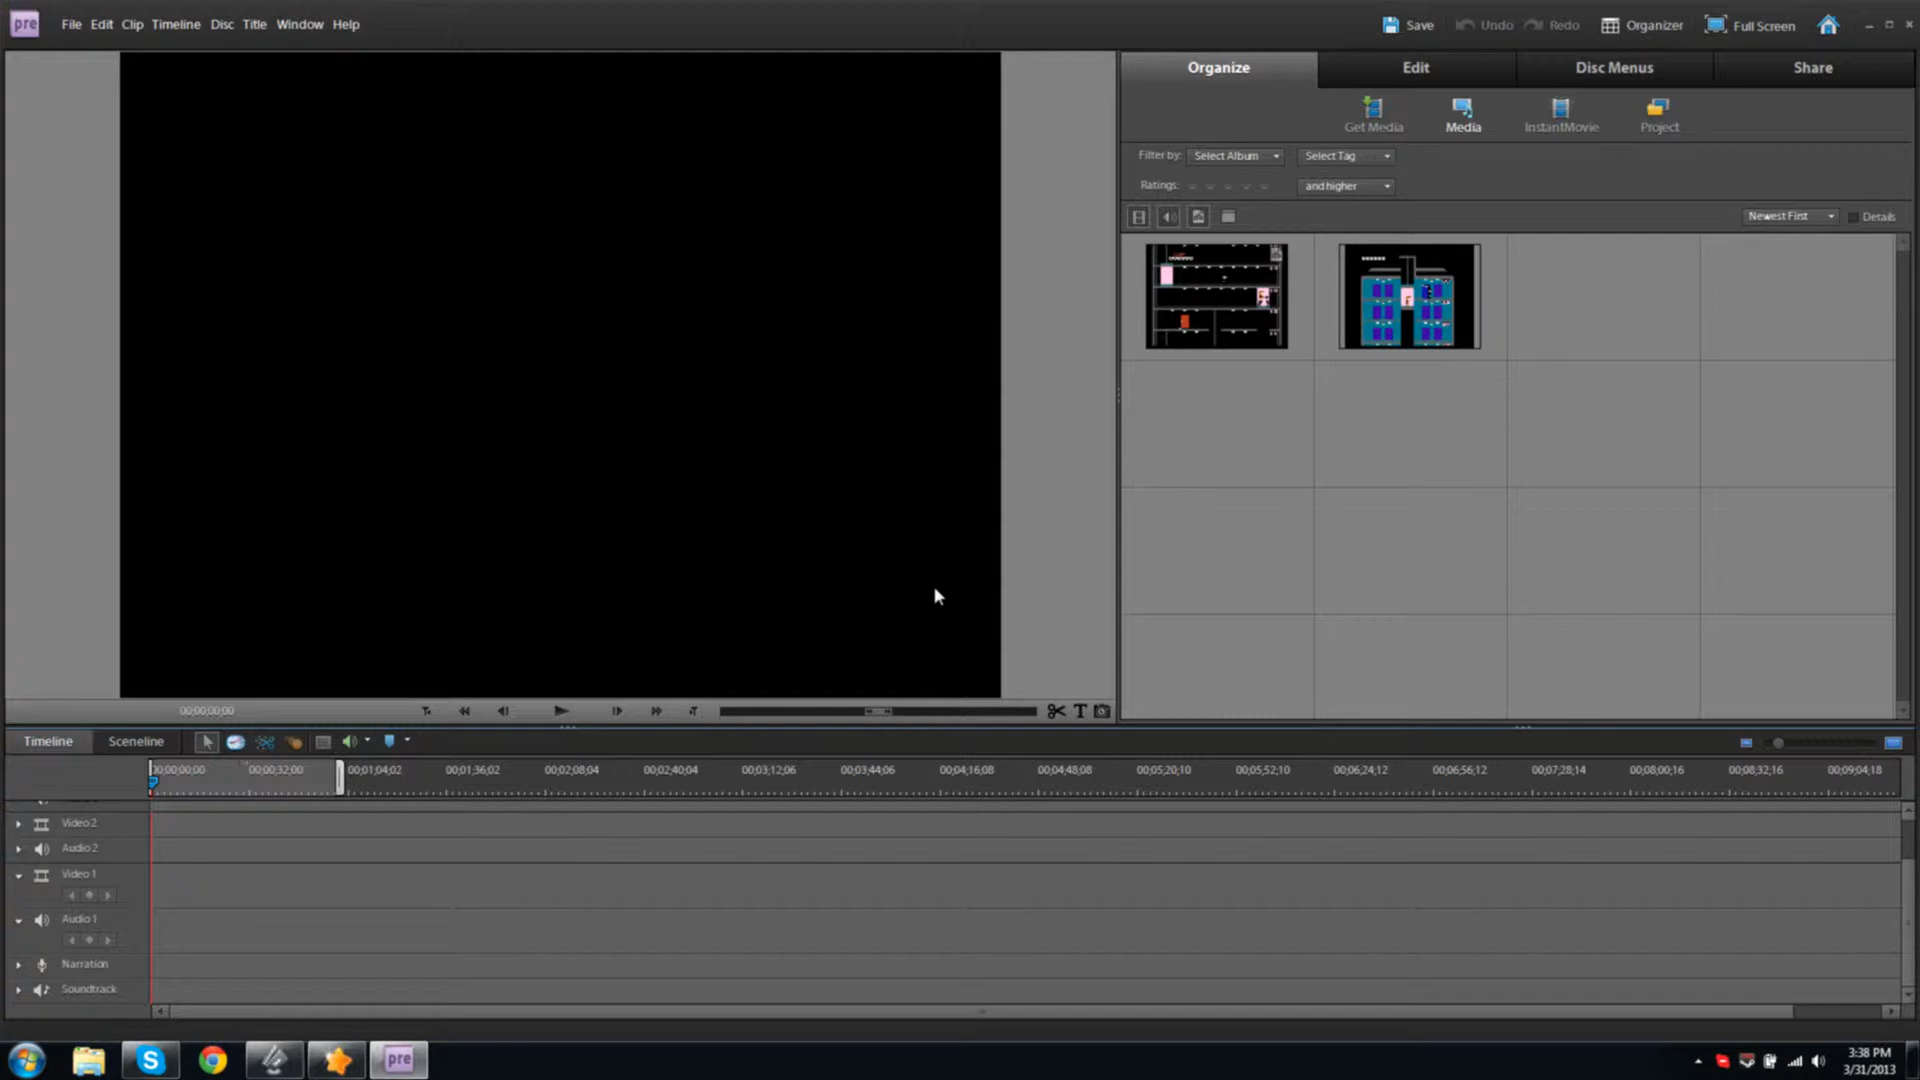 pre File Edit Clip Timeline Disc Title Window Help Save Undo Redo Organizer Full Screen
Organize Edit Disc Menus Share
Get Media Media InstantMovie Project
Filter by: Select Album Select Tag
Ratings: and higher
Newest First Details
00;00;00;00 T
Timeline Sceneline
00;00;00;00 00;00;32;00 00;01;04;02 00;01;36;02 00;02;08;04 00;02;40;04 00;03;12;06 00;03;44;06 00;04;16;08 00;04;48;08 00;05;20;10 00;05;52;10 00;06;24;12 00;06;56;12 00;07;28;14 00;08;00;16 00;08;32;16 00;09;04;18
Video 2
Audio 2
Video 1
Audio 1
Narration
Soundtrack
S pre 3:38 PM
3/31/2013